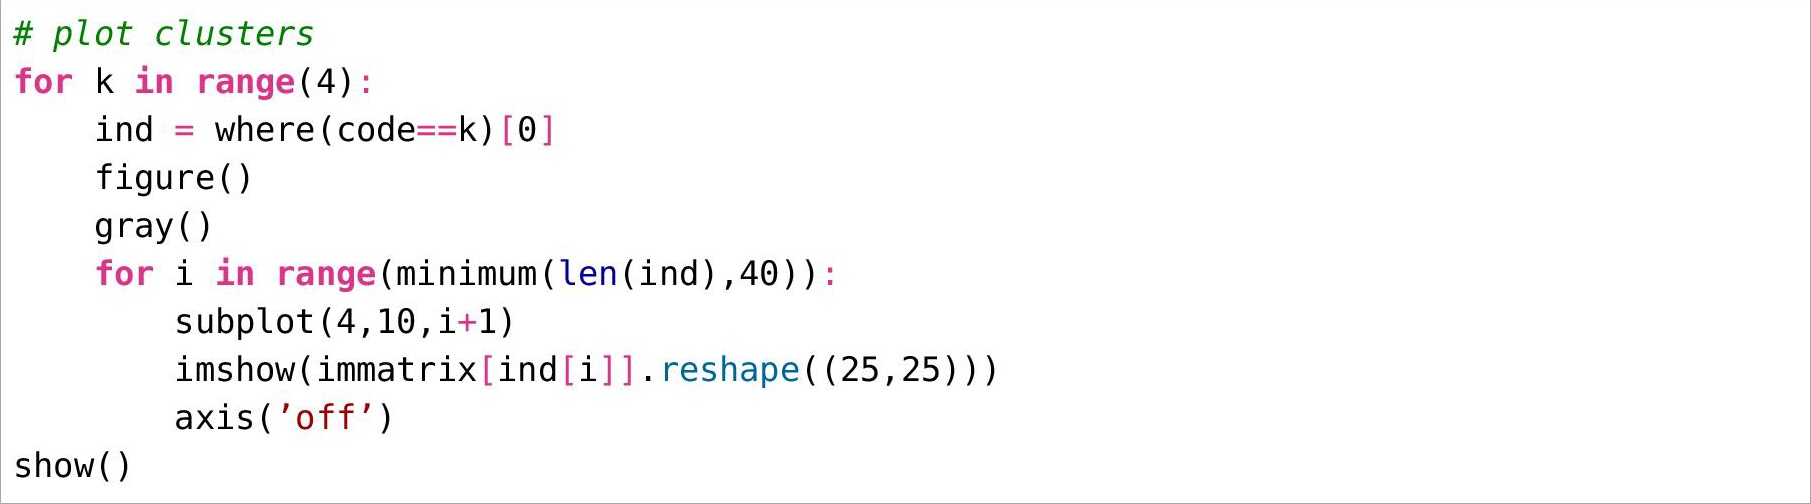 # plot clusters
for k in range(4):
    ind = where(code==k)[0]
    figure()
    gray()
    for i in range(minimum(len(ind),40)):
        subplot(4,10,i+1)
        imshow(immatrix[ind[i]].reshape((25,25)))
        axis(’off’)
show()